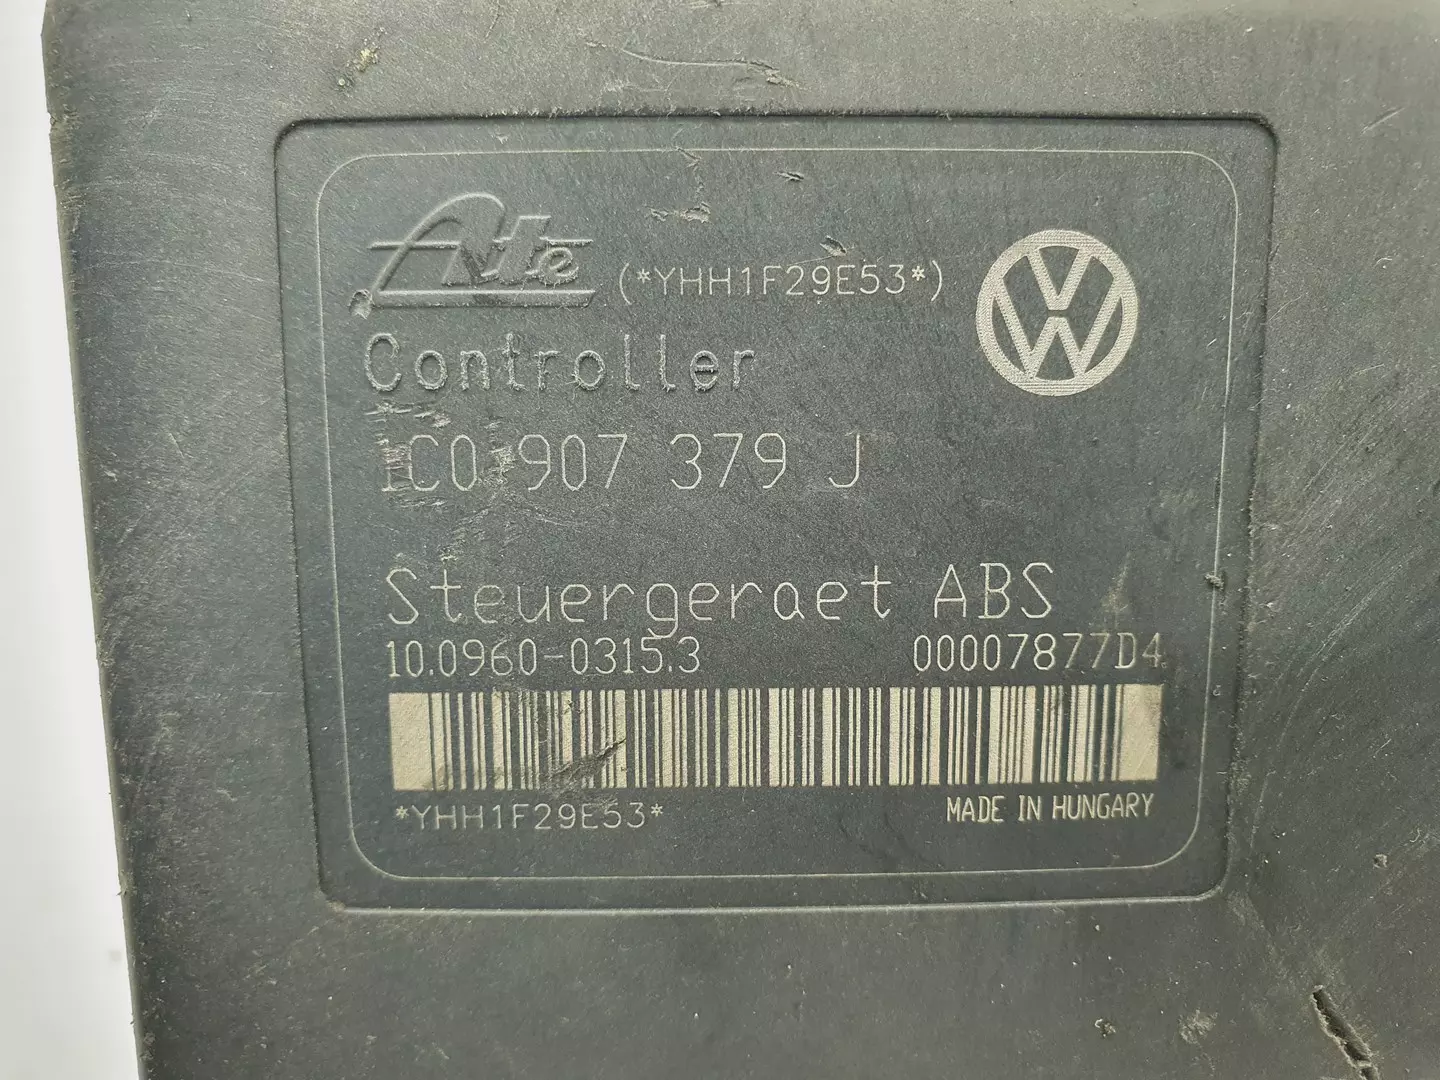 Ate (*YHH1F29E53*)
Controller
1C0 907 379 J
Steuergeraet ABS
10.0960-0315.3 00007877D4
*YHH1F29E53* MADE IN HUNGARY